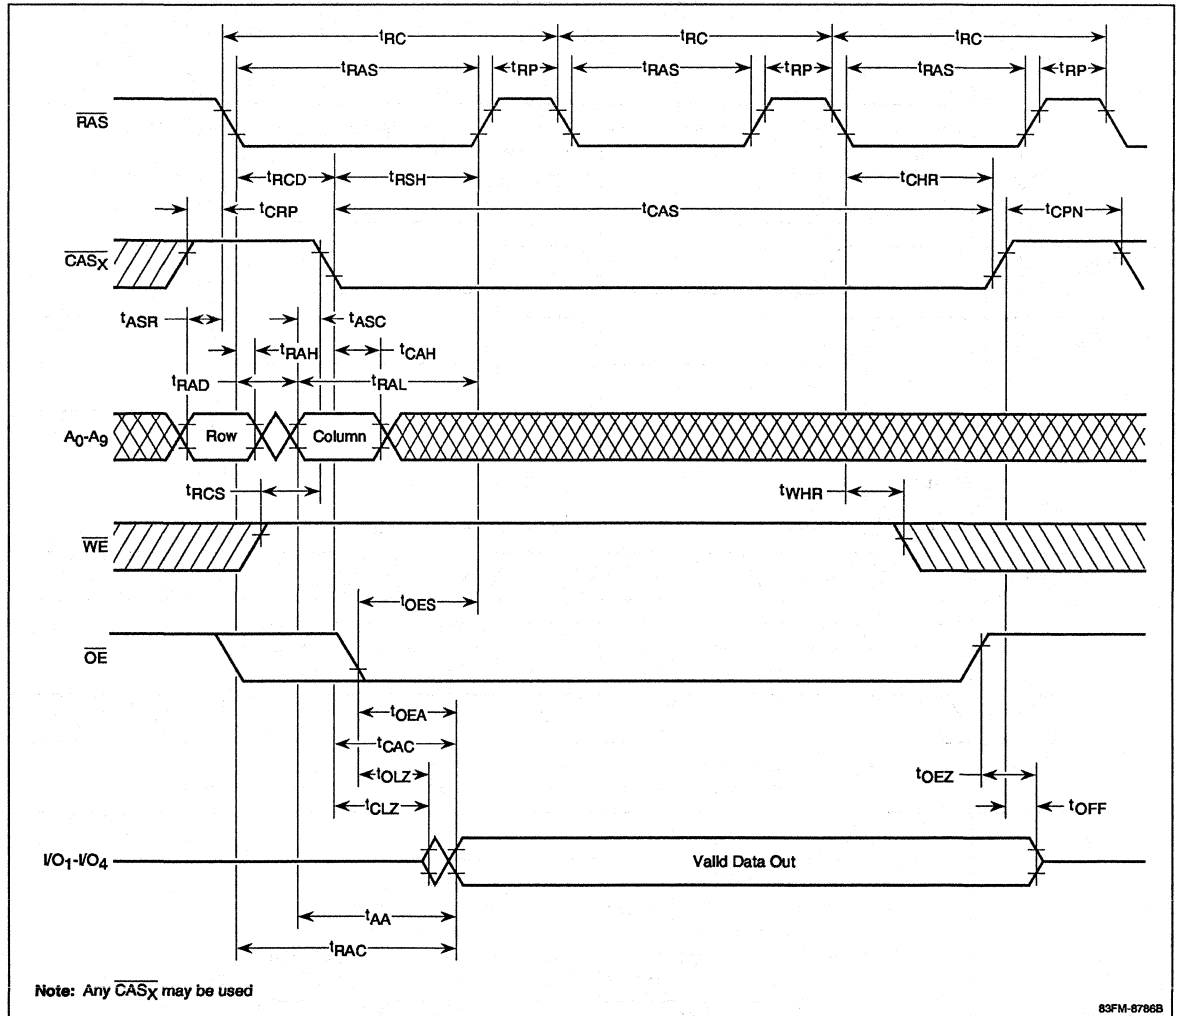 tRC tRC tRC
tRAS tRP tRAS tRP tRAS tRP
RAS
tRCD tRSH tCHR
tCRP tCAS tCPN
CASX
tASR tASC
tRAH tCAH
tRAD tRAL
A0-A9 Row Column
tRCS tWHR
WE
tOES
OE
tOEA
tCAC
tOLZ tOEZ
tCLZ tOFF
I/O1-I/O4 Valid Data Out
tAA
tRAC
Note: Any CASX may be used
83FM-8786B